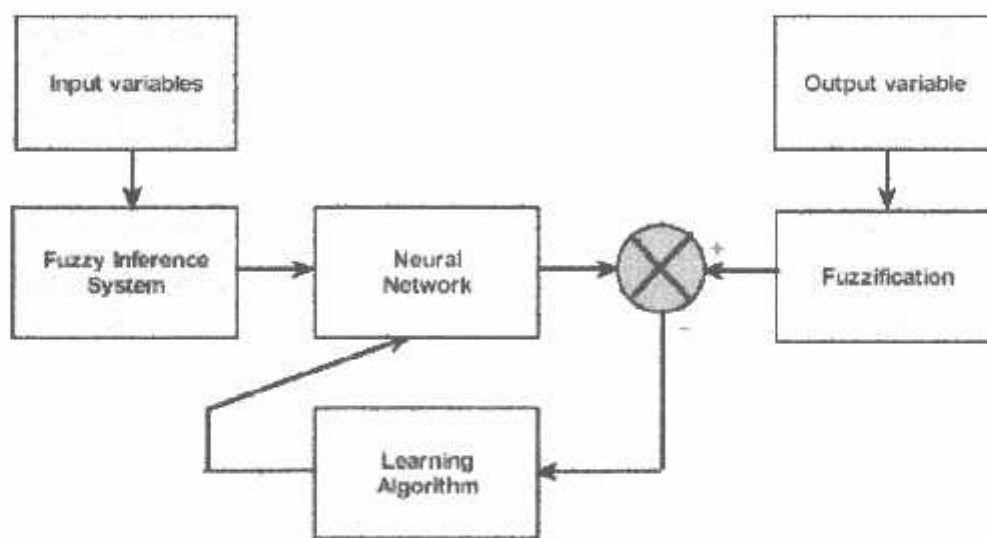 Input variables
Output variable
Fuzzy Inference
System
Neural
Network
+
Fuzzification
-
Learning
Algorithm